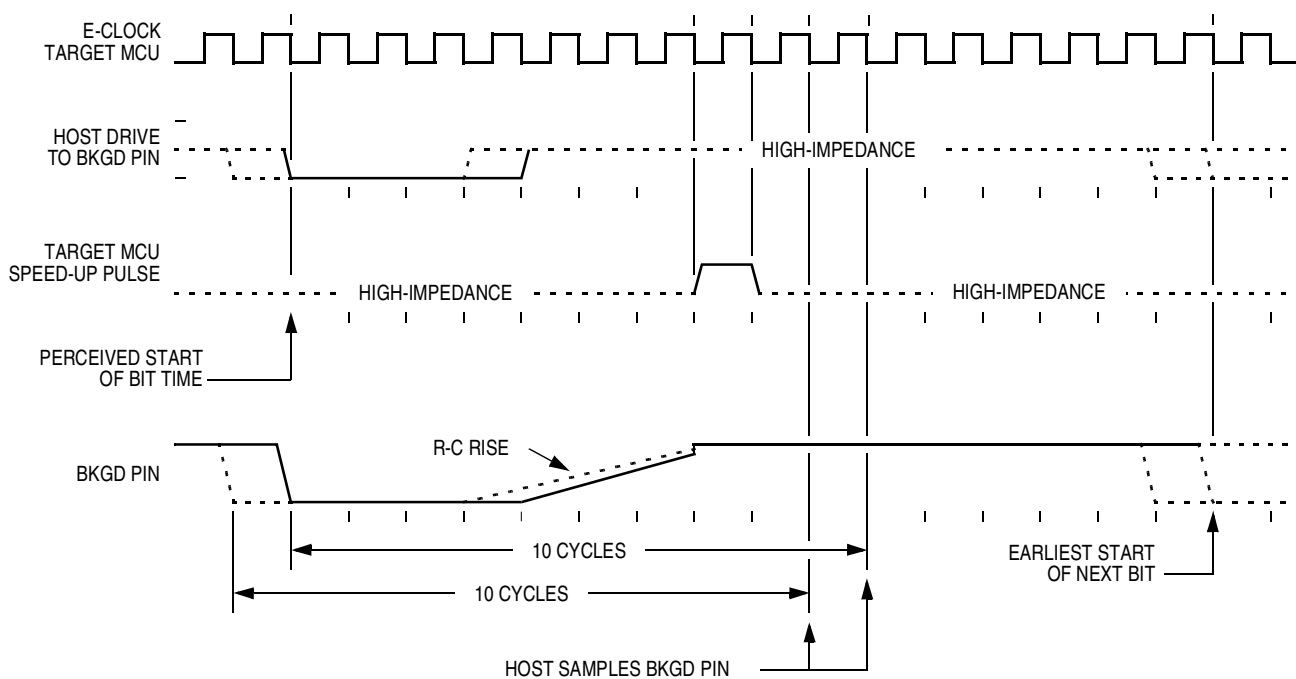 E-CLOCK
TARGET MCU
HOST DRIVE
TO BKGD PIN
HIGH-IMPEDANCE
TARGET MCU
SPEED-UP PULSE
HIGH-IMPEDANCE
HIGH-IMPEDANCE
PERCEIVED START
OF BIT TIME
R-C RISE
BKGD PIN
10 CYCLES
EARLIEST START
OF NEXT BIT
10 CYCLES
HOST SAMPLES BKGD PIN